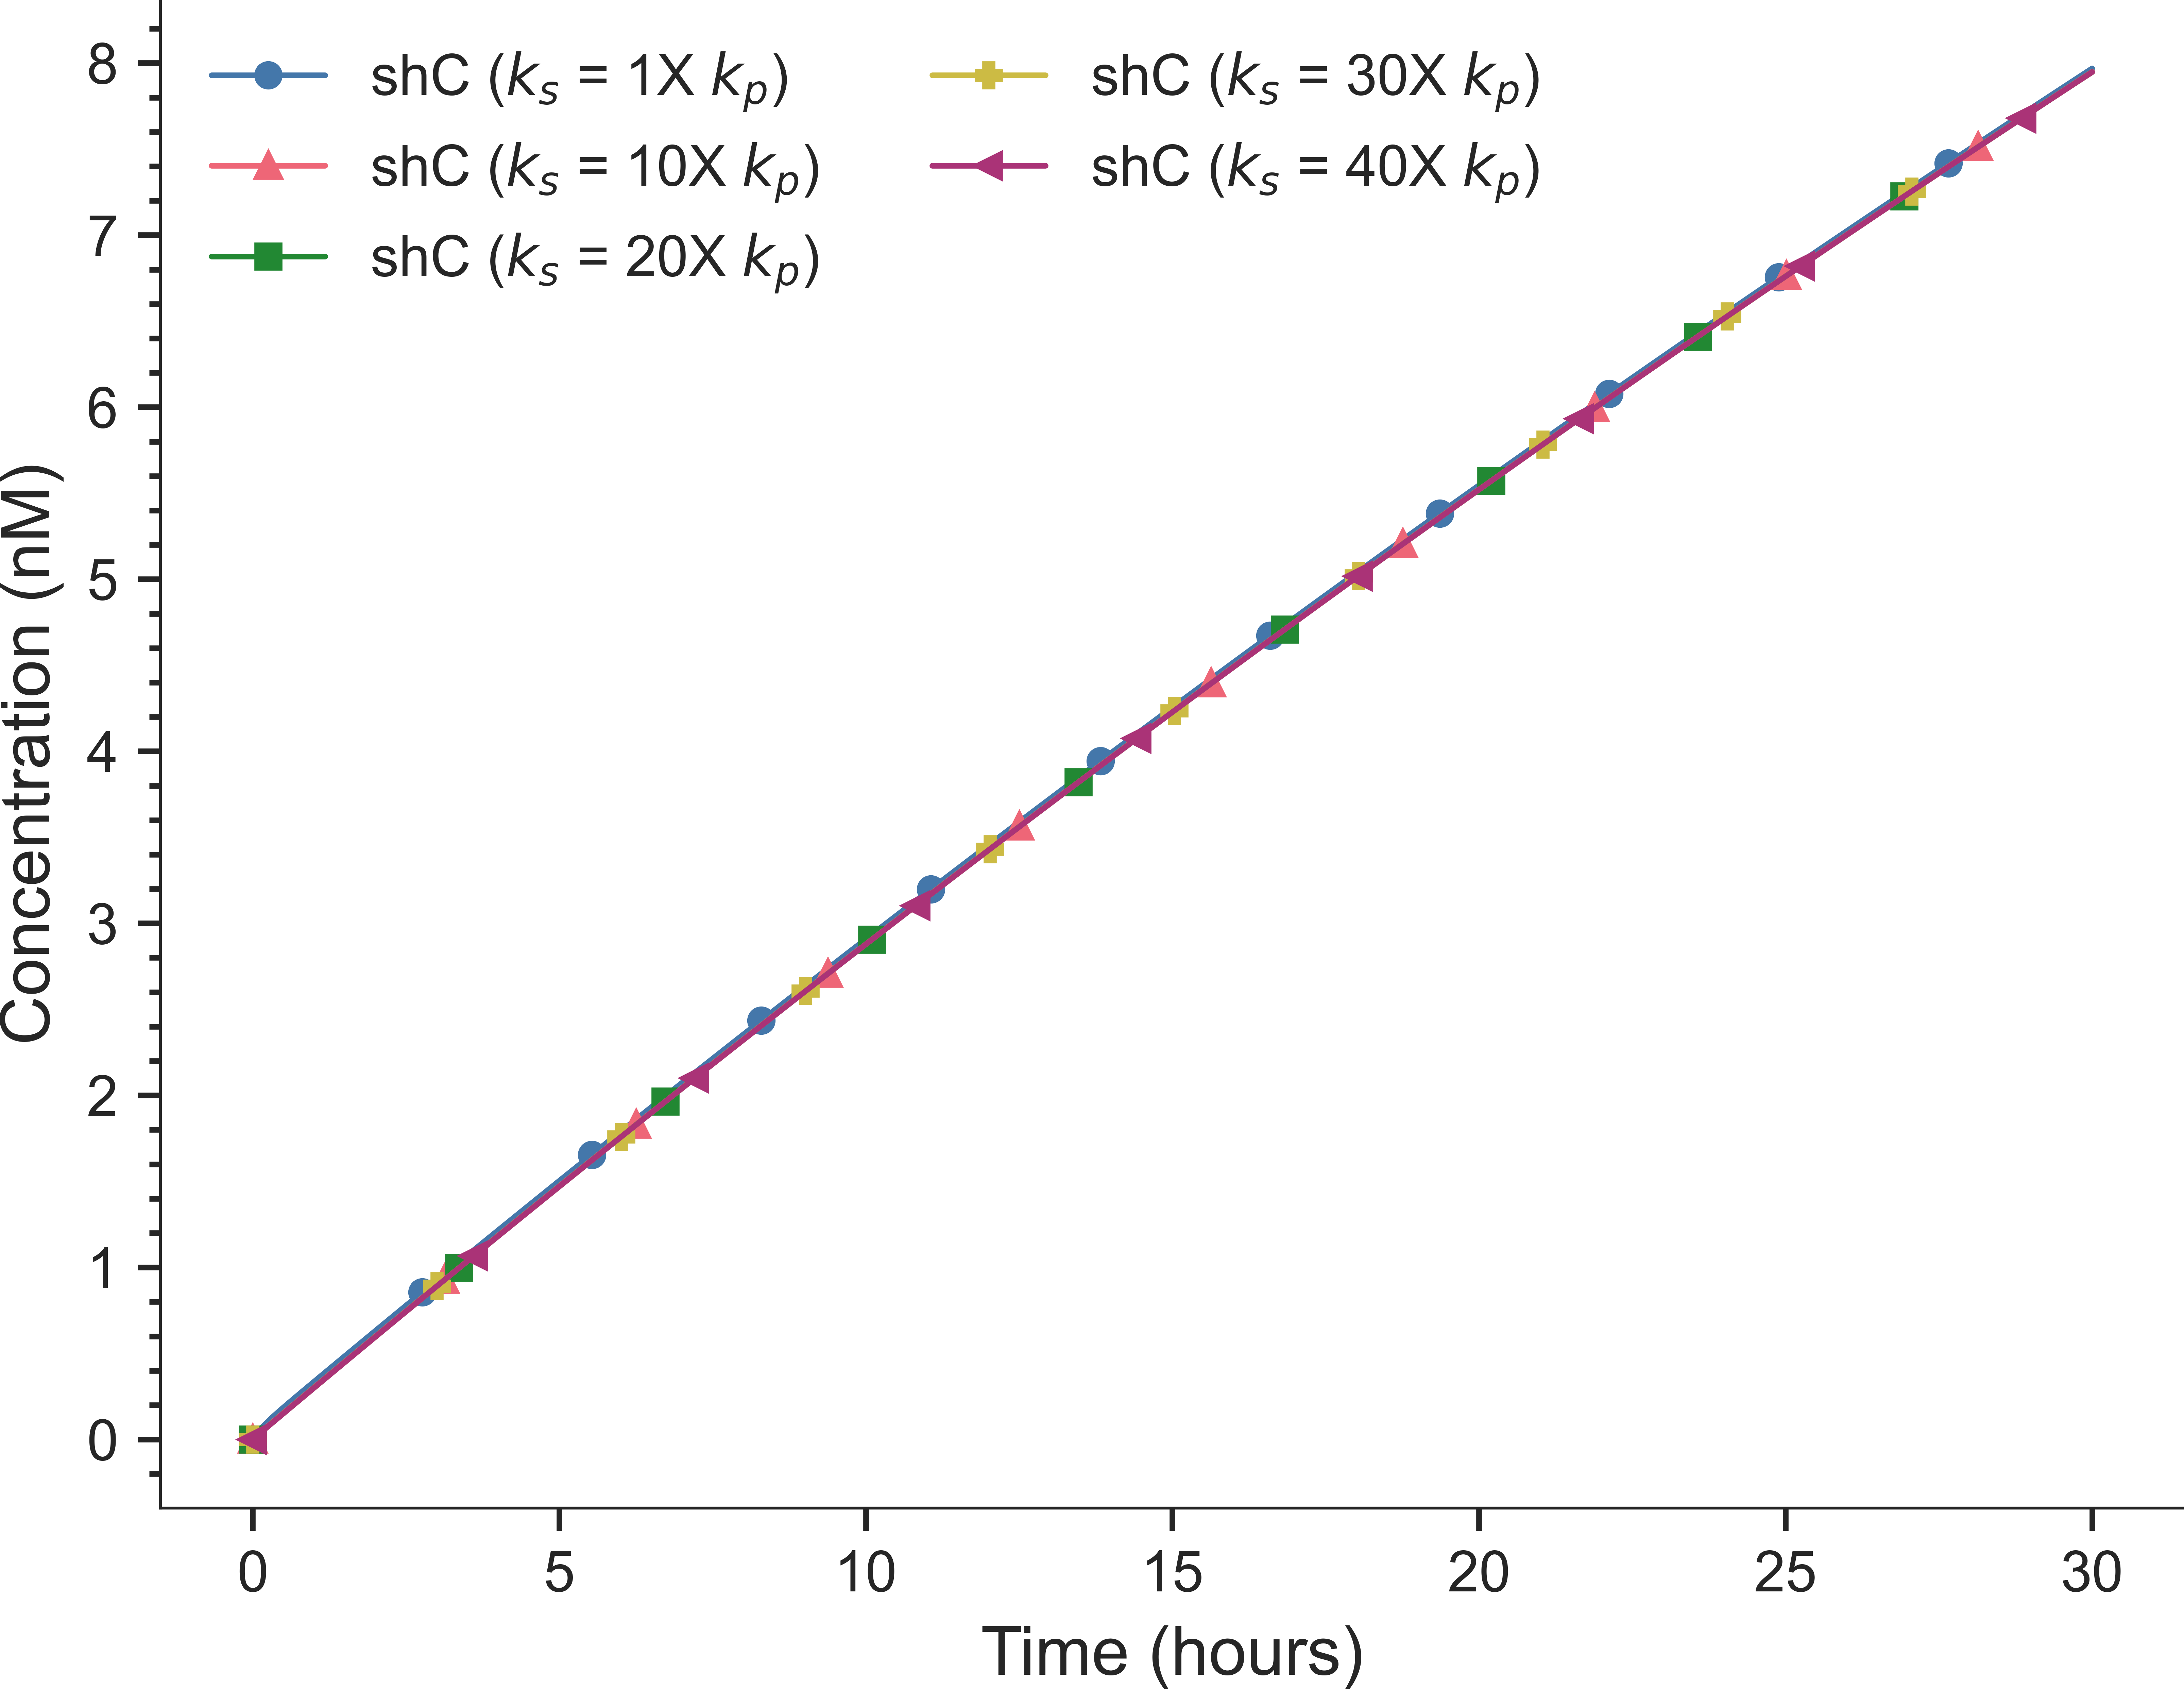 8
7
6
5
4
3
2
1
0
Concentration (nM)
shC (kₛ = 1X kₚ)
shC (kₛ = 10X kₚ)
shC (kₛ = 20X kₚ)
shC (kₛ = 30X kₚ)
shC (kₛ = 40X kₚ)
0 5 10 15 20 25 30
Time (hours)